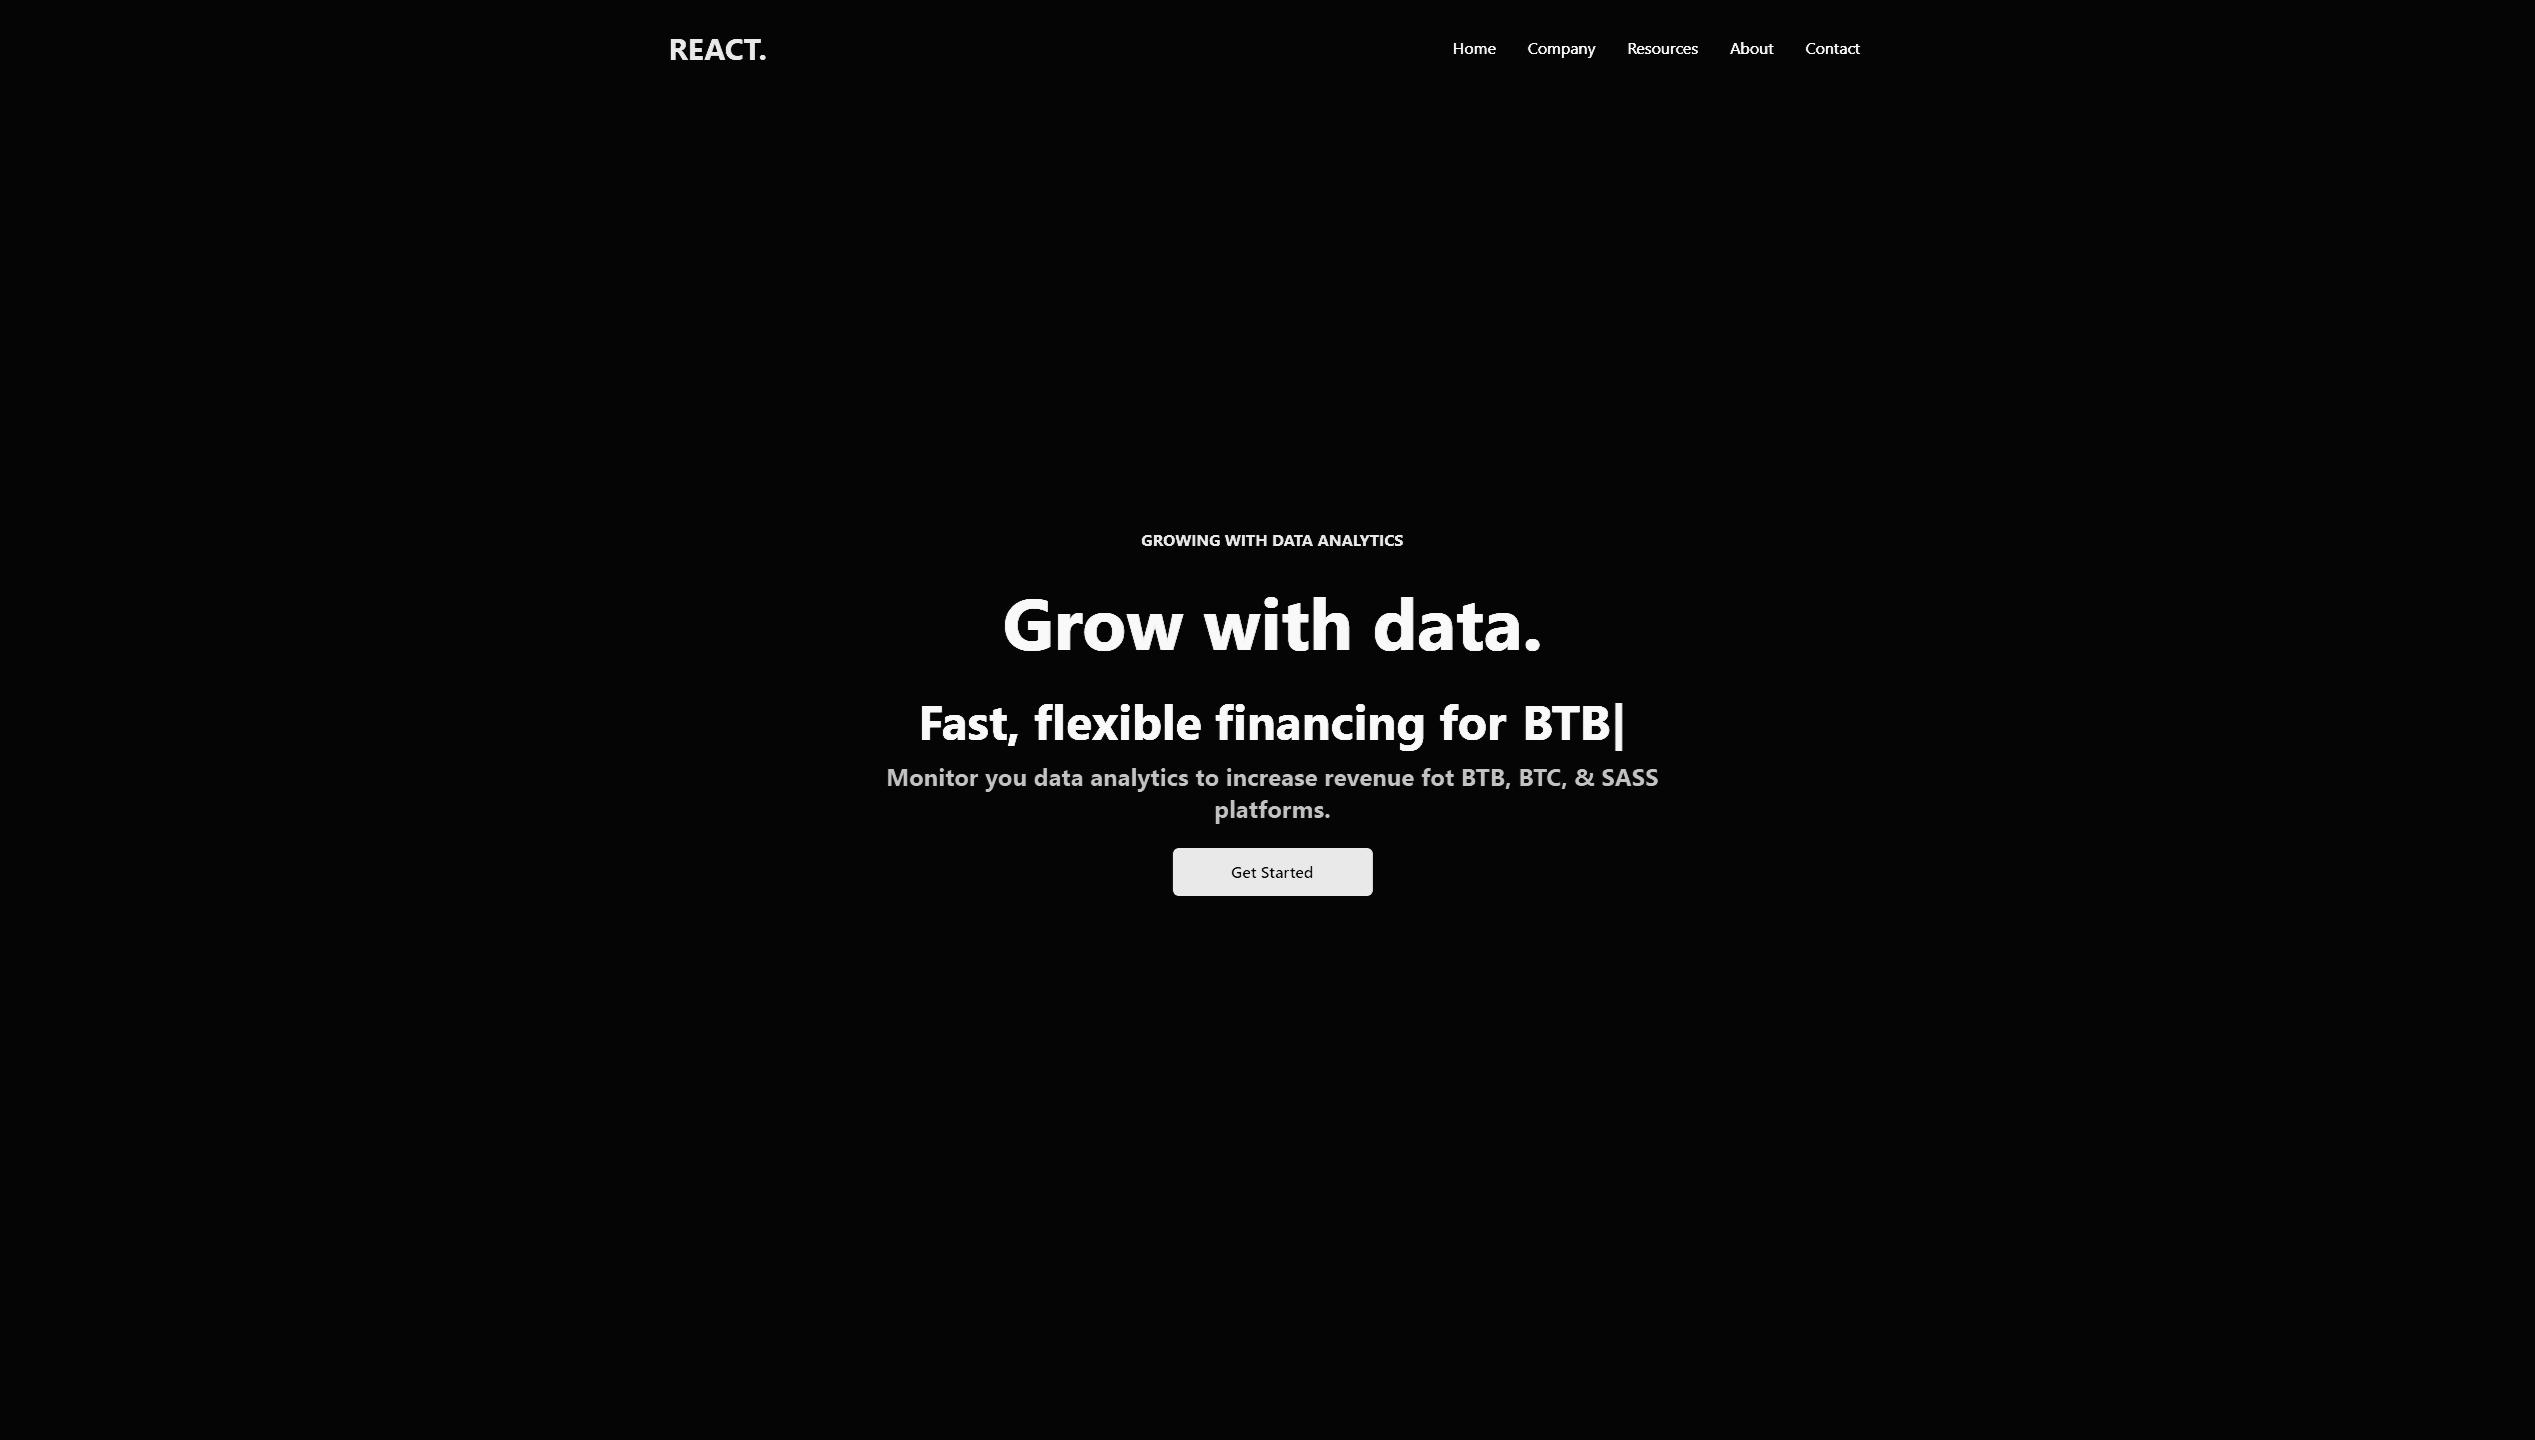 REACT.
Home Company Resources About Contact
GROWING WITH DATA ANALYTICS
Grow with data.
Fast, flexible financing for BTB|
Monitor you data analytics to increase revenue fot BTB, BTC, & SASS
platforms.
Get Started